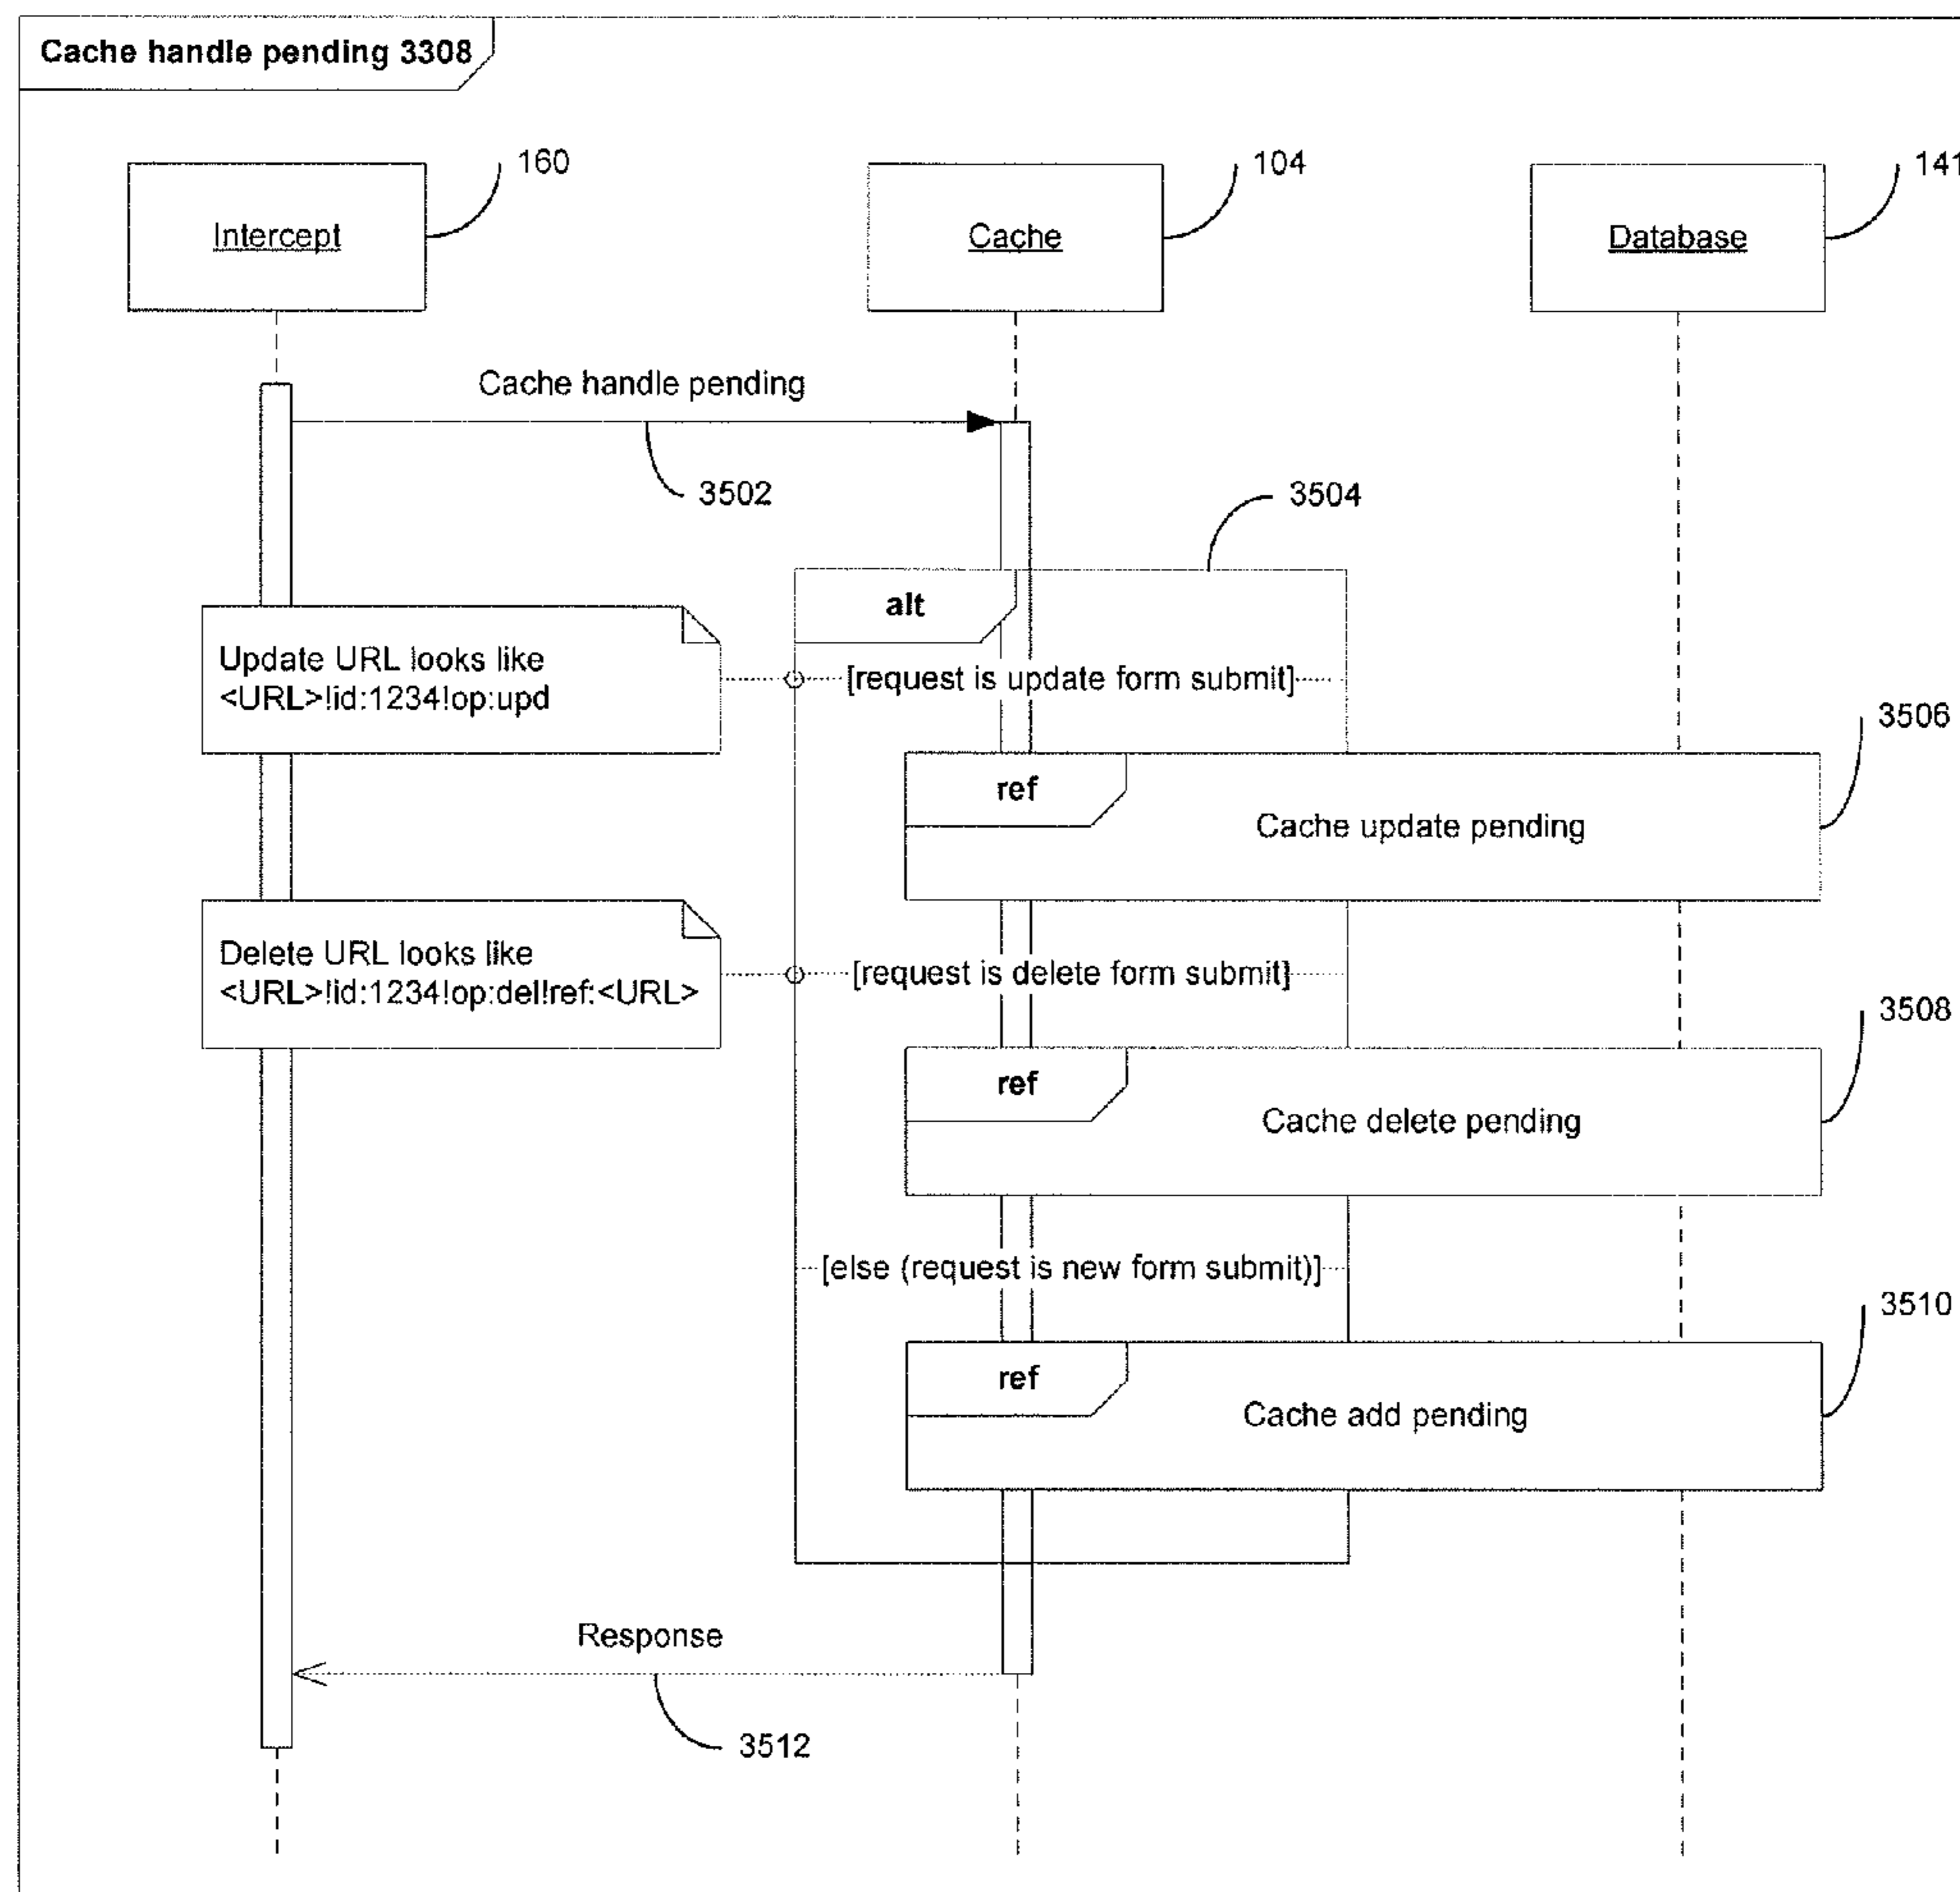 Cache handle pending 3308
160
104
141
Intercept
Cache
Database
Cache handle pending
3502
3504
alt
Update URL looks like
<URL>!id:1234!op:upd
[request is update form submit]
3506
ref
Cache update pending
Delete URL looks like
<URL>!id:1234!op:del!ref:<URL>
[request is delete form submit]
3508
ref
Cache delete pending
[else (request is new form submit)]
3510
ref
Cache add pending
Response
3512